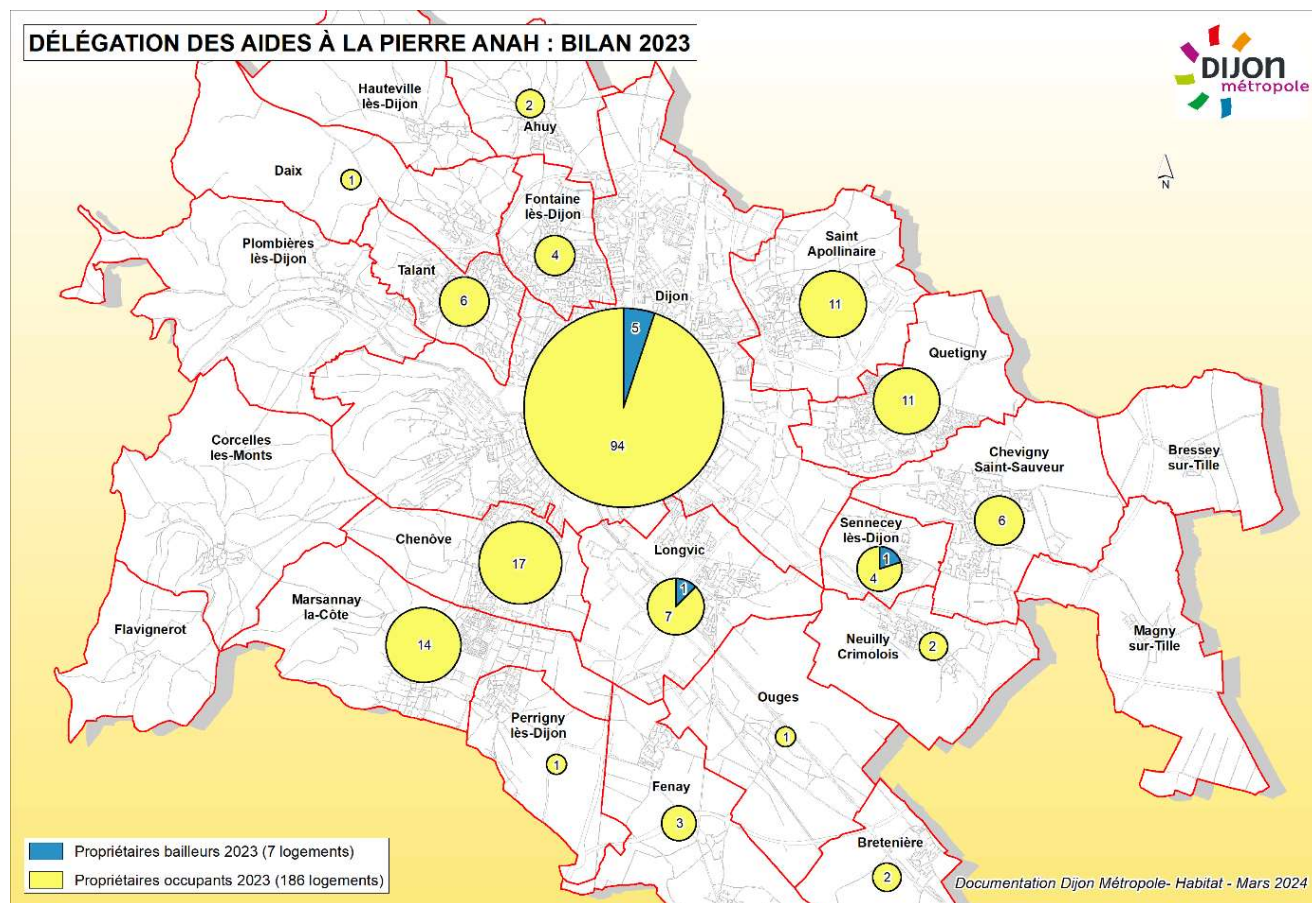 DÉLÉGATION DES AIDES À LA PIERRE ANAH : BILAN 2023
DIJON
métropole
N
Hauteville
lès-Dijon
2
Ahuy
Daix
1
Fontaine
lès-Dijon
4
Plombières
lès-Dijon
Talant
6
Saint
Apollinaire
11
Dijon
5
94
Quetigny
11
Corcelles
les-Monts
Chevigny
Saint-Sauveur
6
Bressey
sur-Tille
Chenôve
17
Longvic
1
7
Sennecey
lès-Dijon
1
4
Marsannay
la-Côte
14
Flavignerot
Neuilly
Crimolois
2
Magny
sur-Tille
Perrigny
lès-Dijon
1
Ouges
1
Fenay
3
Bretenière
2
Propriétaires bailleurs 2023 (7 logements)
Propriétaires occupants 2023 (186 logements)
Documentation Dijon Métropole- Habitat - Mars 2024